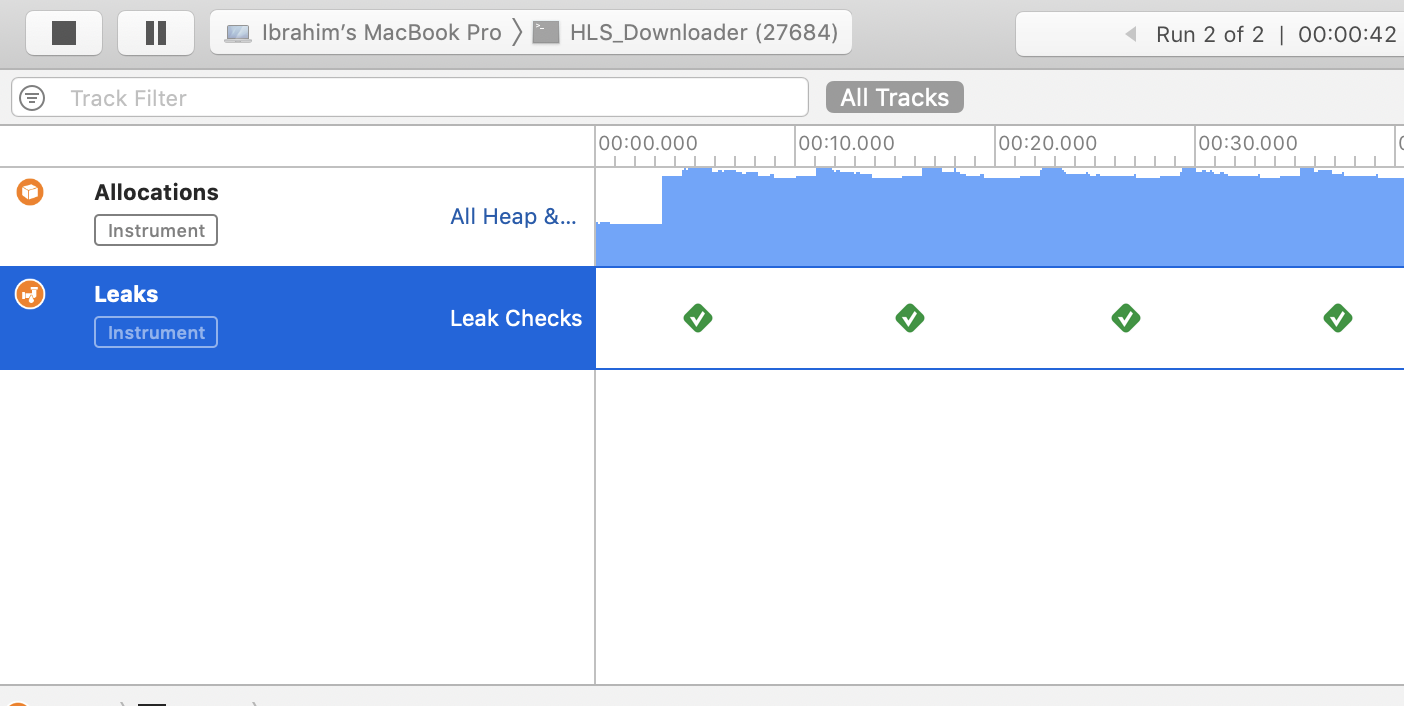 Ibrahim’s MacBook Pro 〉 HLS_Downloader (27684)
Run 2 of 2 | 00:00:42
Track Filter
All Tracks
00:00.000 00:10.000 00:20.000 00:30.000
Allocations
Instrument
All Heap &...
Leaks
Instrument
Leak Checks